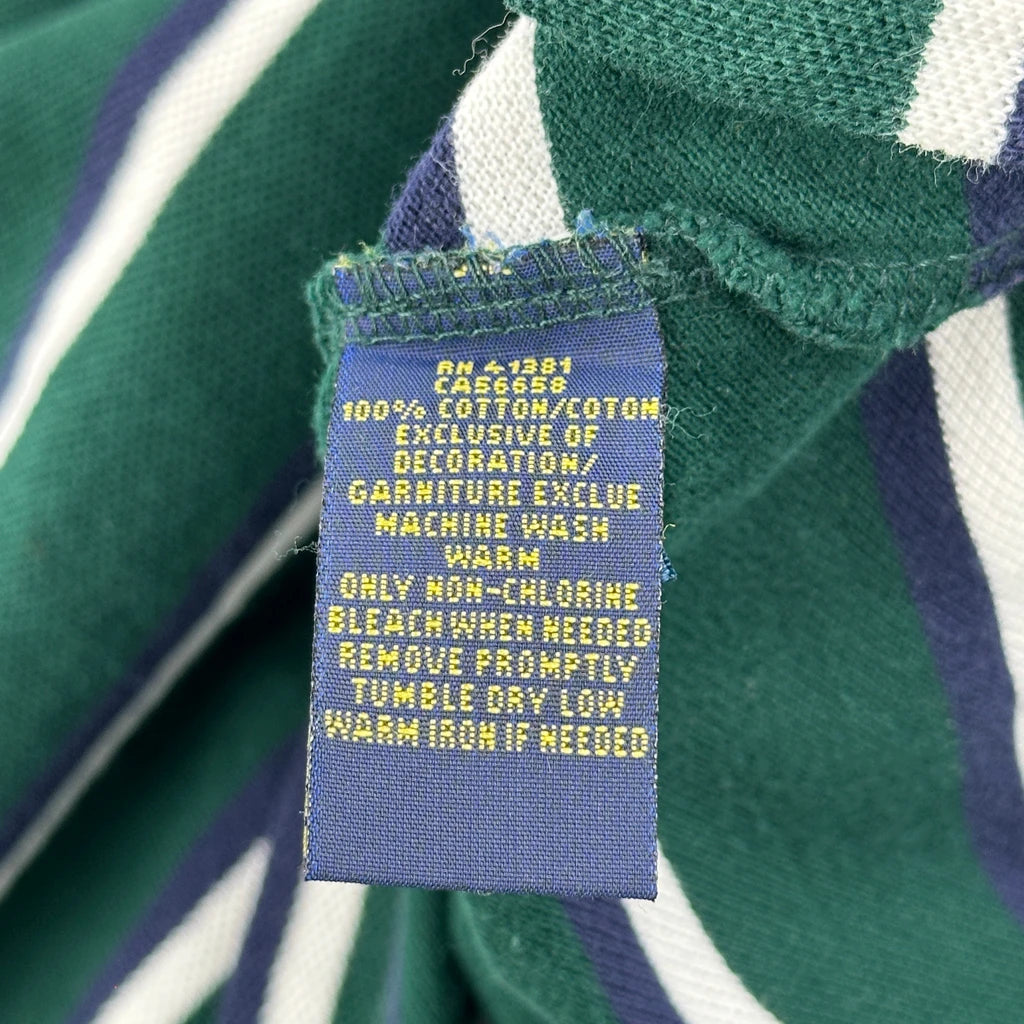 RN 41381
CA56658
100% COTTON/COTON
EXCLUSIVE OF
DECORATION/
GARNITURE EXCLUE
MACHINE WASH
WARM
ONLY NON-CHLORINE
BLEACH WHEN NEEDED
REMOVE PROMPTLY
TUMBLE DRY LOW
WARM IRON IF NEEDED